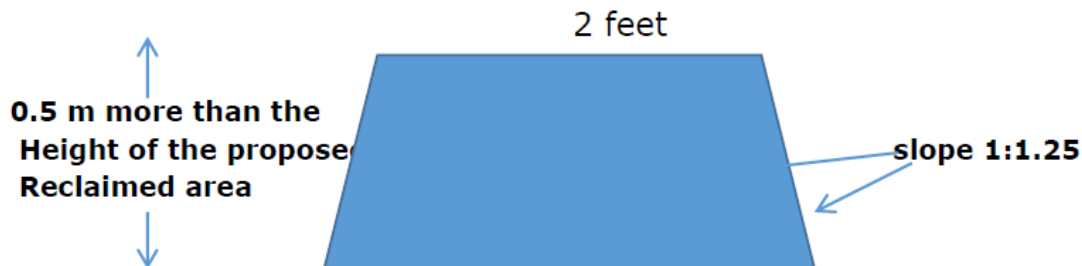 2 feet
0.5 m more than the
Height of the propose
Reclaimed area
slope 1:1.25